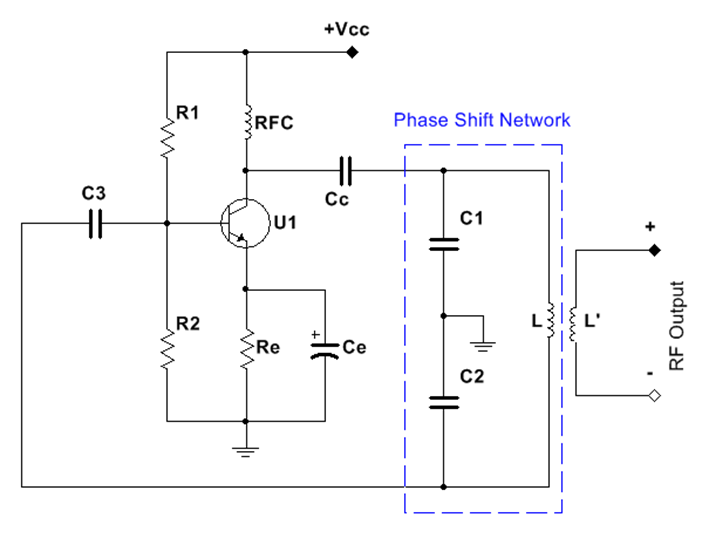 +Vcc
R1
RFC
Phase Shift Network
C3
Cc
U1
C1
+
R2
Re
+
Ce
L
L'
RF Output
C2
-